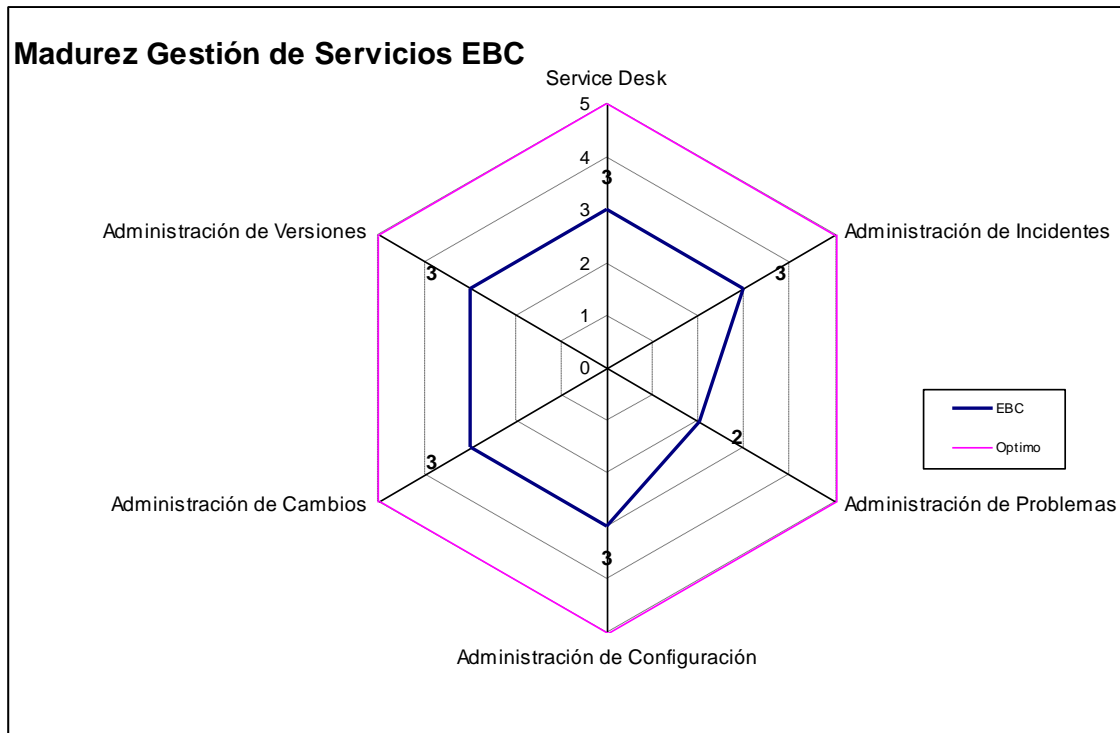 Madurez Gestión de Servicios EBC
Service Desk
5
4
3
3
2
1
0
Administración de Versiones
3
Administración de Incidentes
3
EBC
Optimo
2
Administración de Cambios
3
Administración de Problemas
3
Administración de Configuración